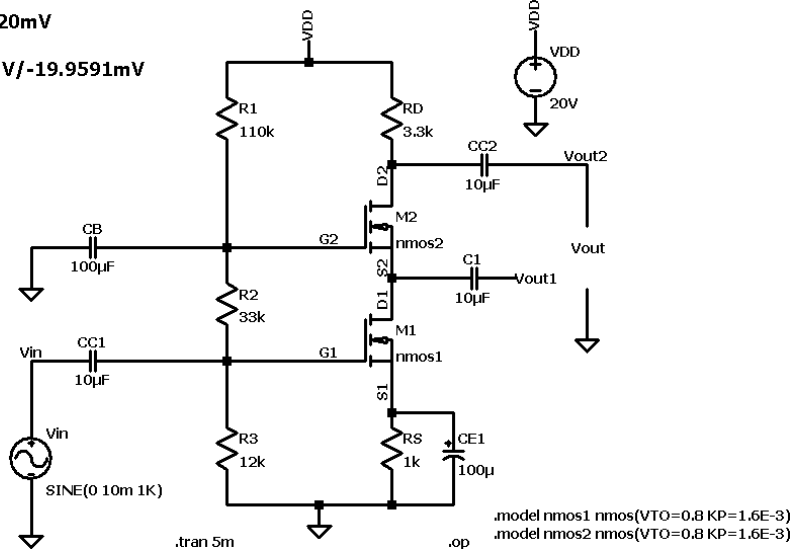 20mV
V/-19.9591mV
VDD
VDD
VDD
20V
R1
110k
RD
3.3k
CC2
10µF
Vout2
D2
M2
nmos2
CB
100µF
G2
S2
C1
10µF
Vout1
Vout
R2
33k
D1
M1
nmos1
Vin
CC1
10µF
G1
S1
Vin
SINE(0 10m 1K)
R3
12k
RS
1k
CE1
100µ
.tran 5m
.op
.model nmos1 nmos(VTO=0.8 KP=1.6E-3)
.model nmos2 nmos(VTO=0.8 KP=1.6E-3)